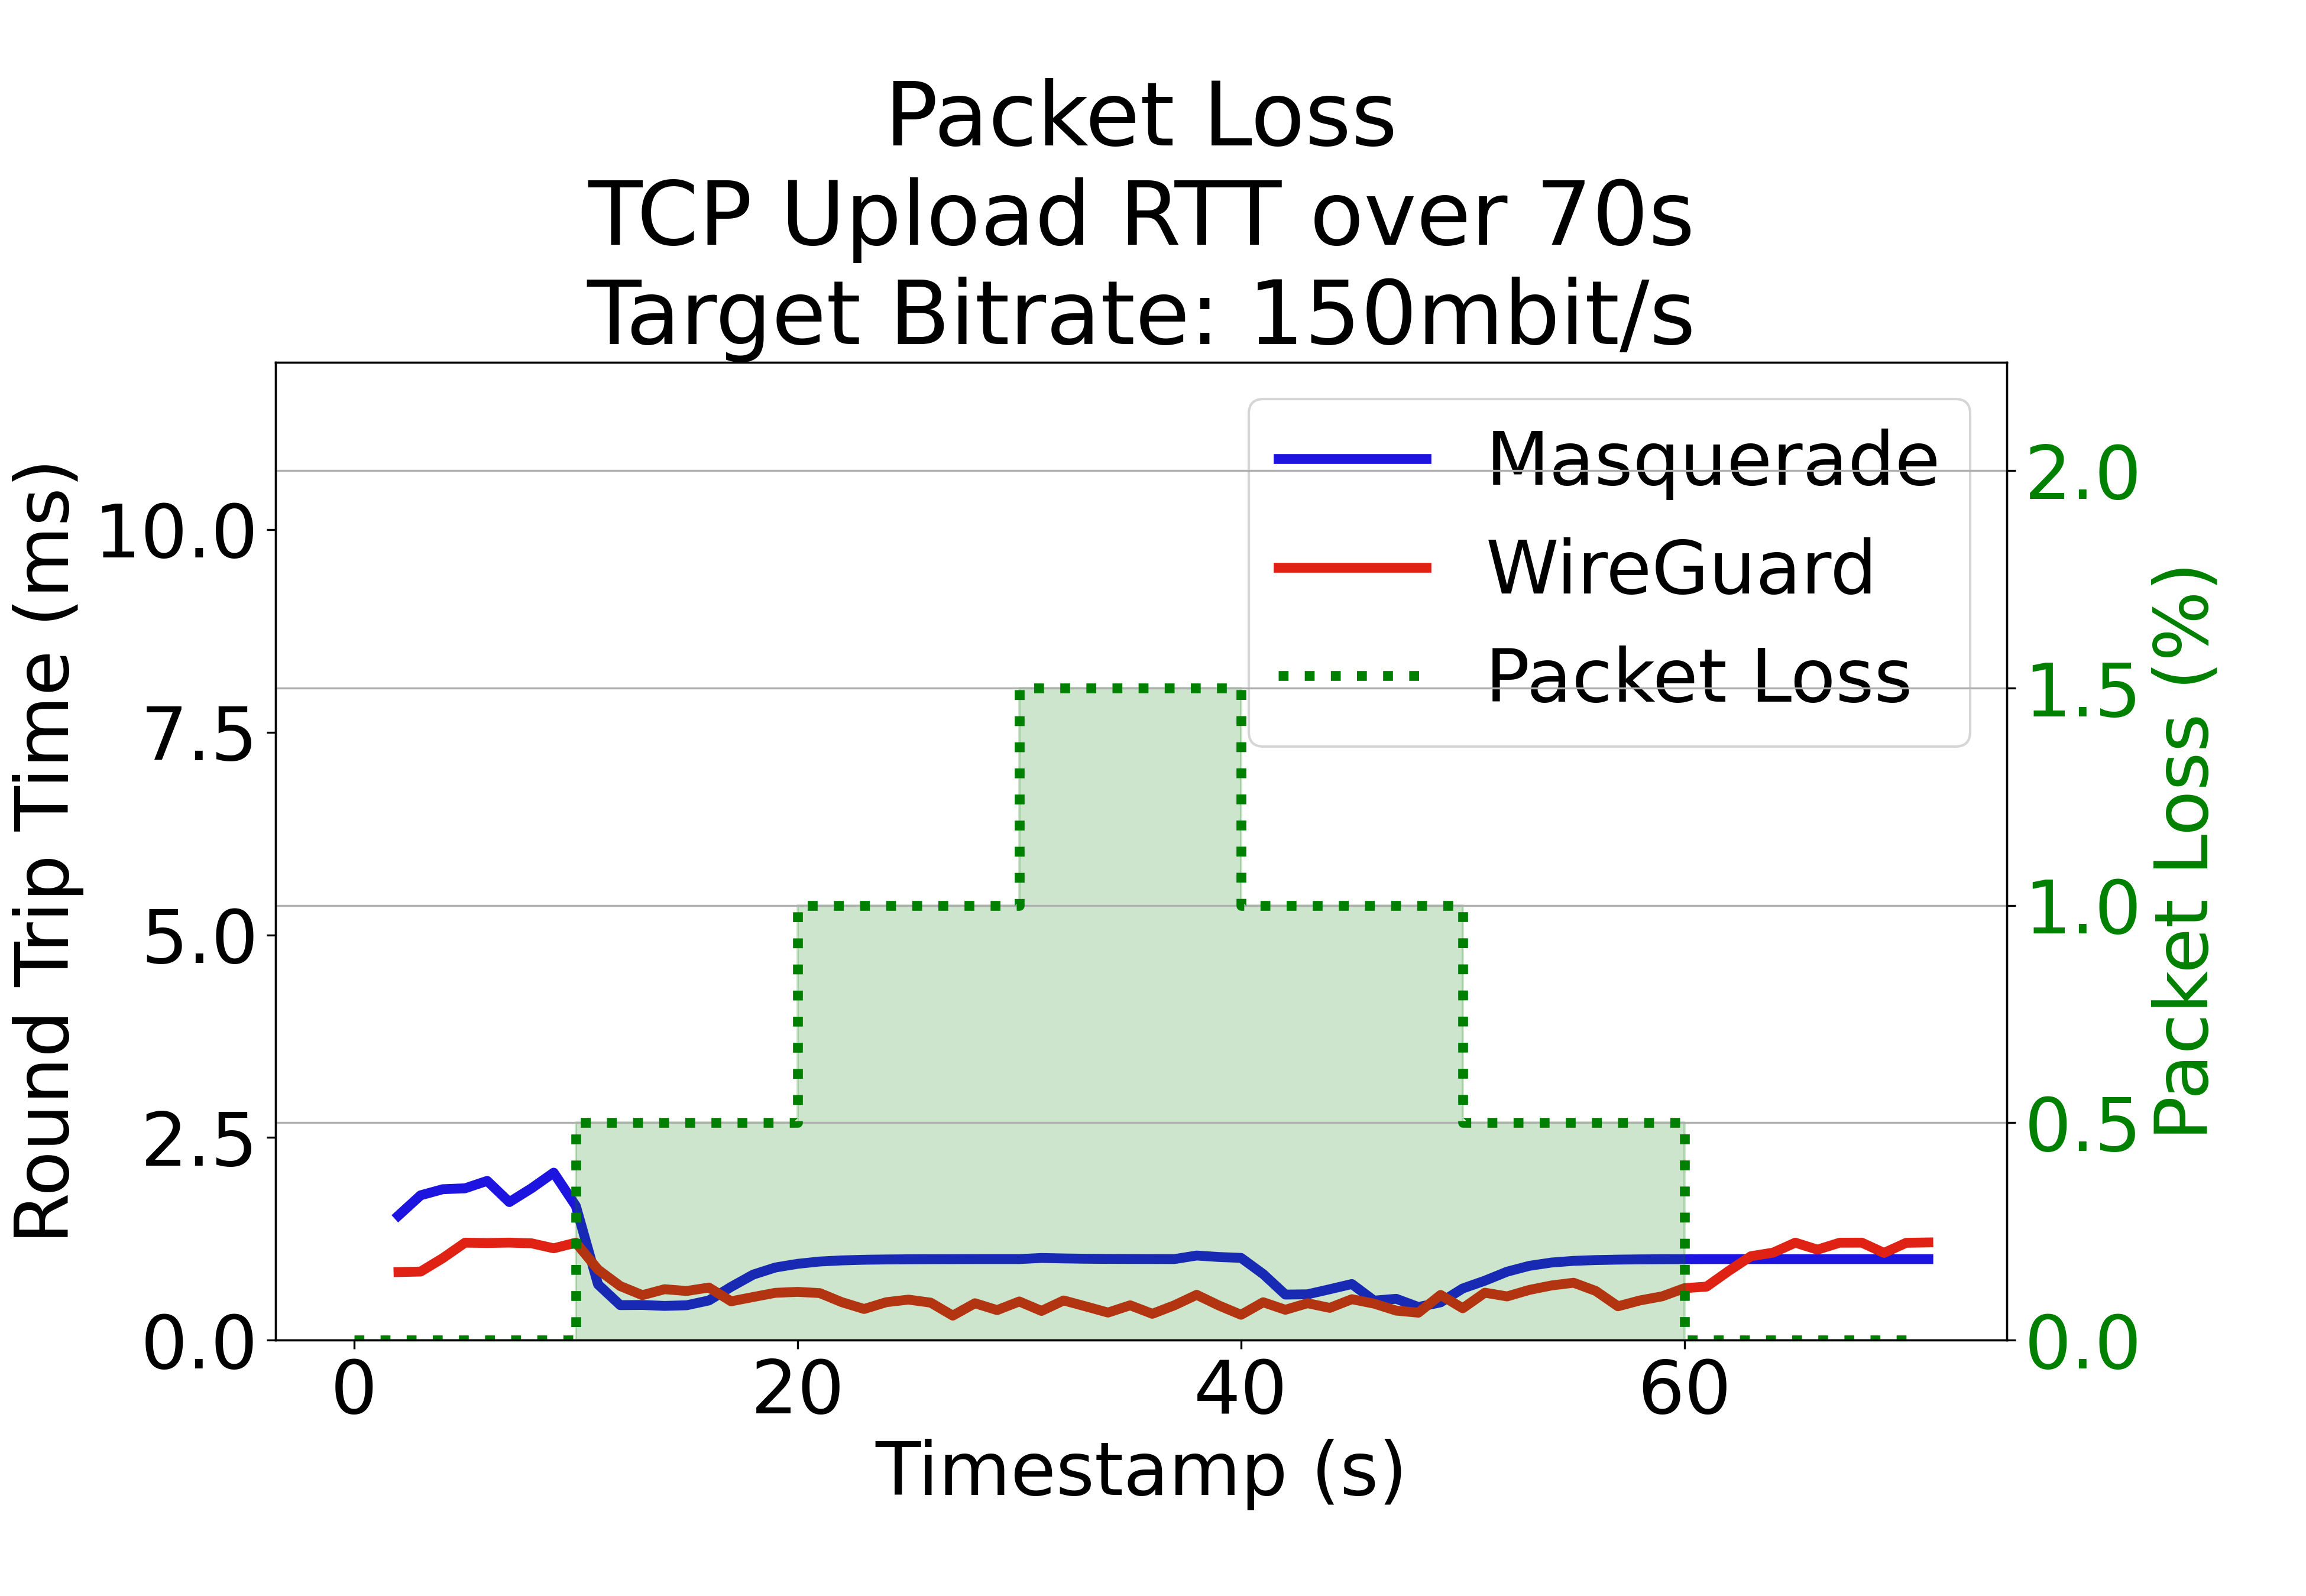 Packet Loss
TCP Upload RTT over 70s
Target Bitrate: 150mbit/s
Masquerade
WireGuard
Packet Loss
Round Trip Time (ms)
10.0
7.5
5.0
2.5
0.0
2.0
1.5
1.0
0.5
0.0
Packet Loss (%)
0 20 40 60
Timestamp (s)